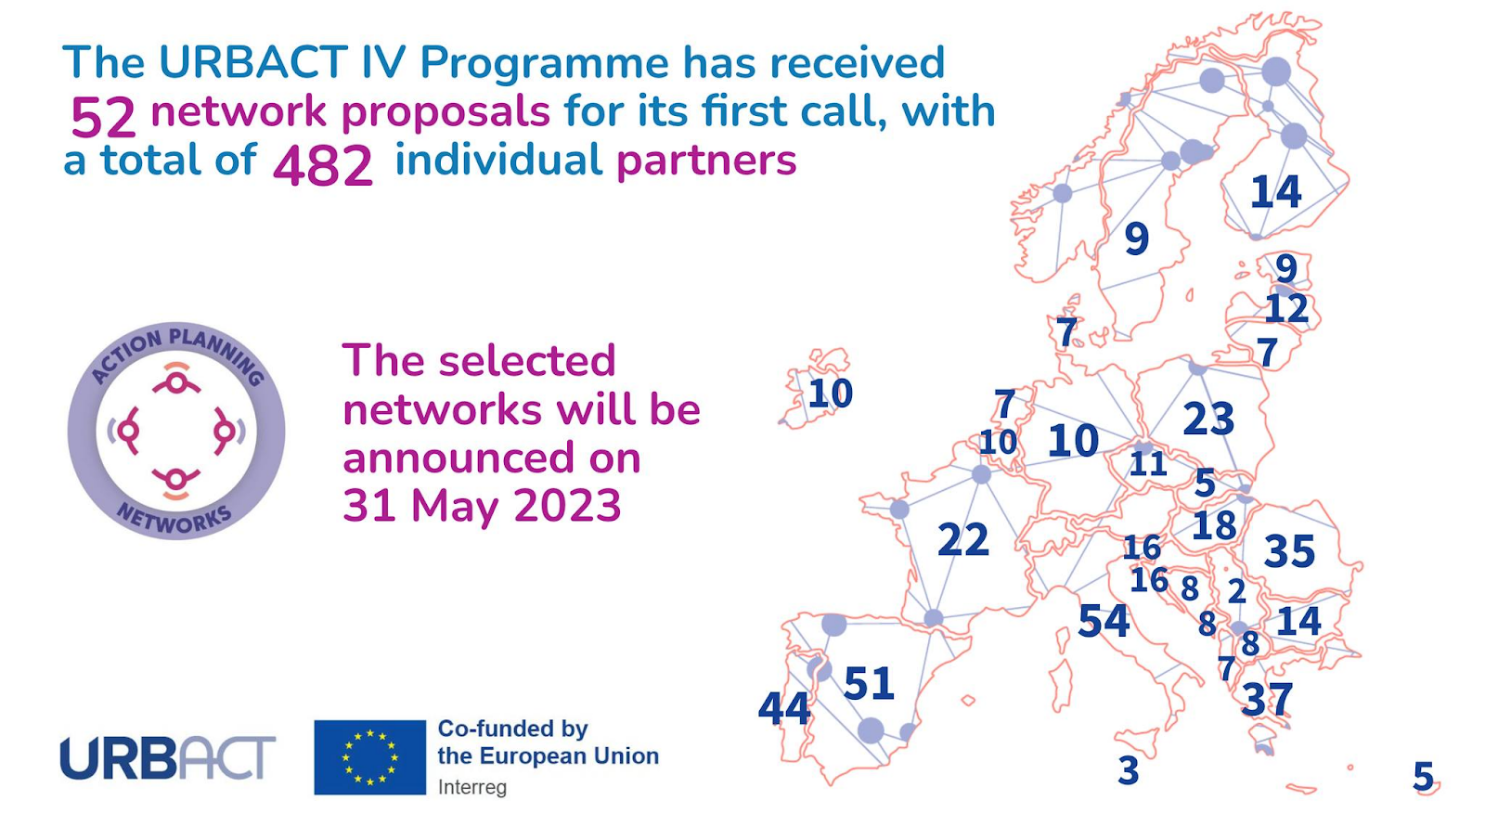 The URBACT IV Programme has received
52 network proposals for its first call, with
a total of 482 individual partners
ACTION PLANNING
NETWORKS
The selected
networks will be
announced on
31 May 2023
URBACT
Co-funded by
the European Union
Interreg
14
9
9
12
7
7
10
7
10
10
23
11
5
18
22
16
35
16
8
2
54
8
14
8
7
51
37
44
3
5